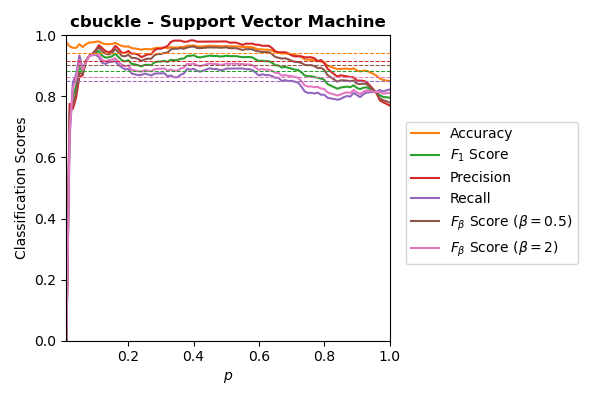 cbuckle - Support Vector Machine
1.0
0.8
0.6
0.4
0.2
0.0
Classification Scores
0.2 0.4 0.6 0.8 1.0
p
Accuracy
F₁ Score
Precision
Recall
Fᵦ Score (β = 0.5)
Fᵦ Score (β = 2)